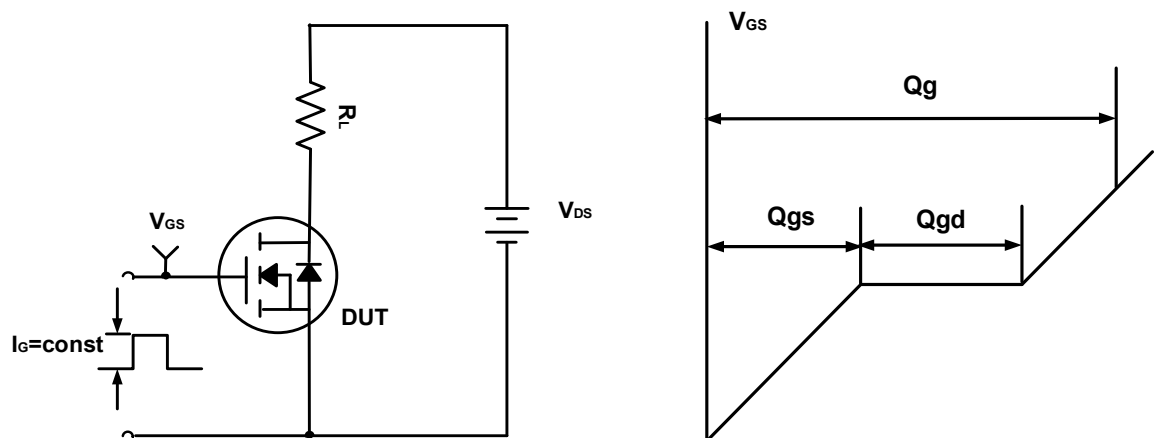 RL
VGS
VDS
DUT
IG=const
VGS
Qg
Qgs
Qgd